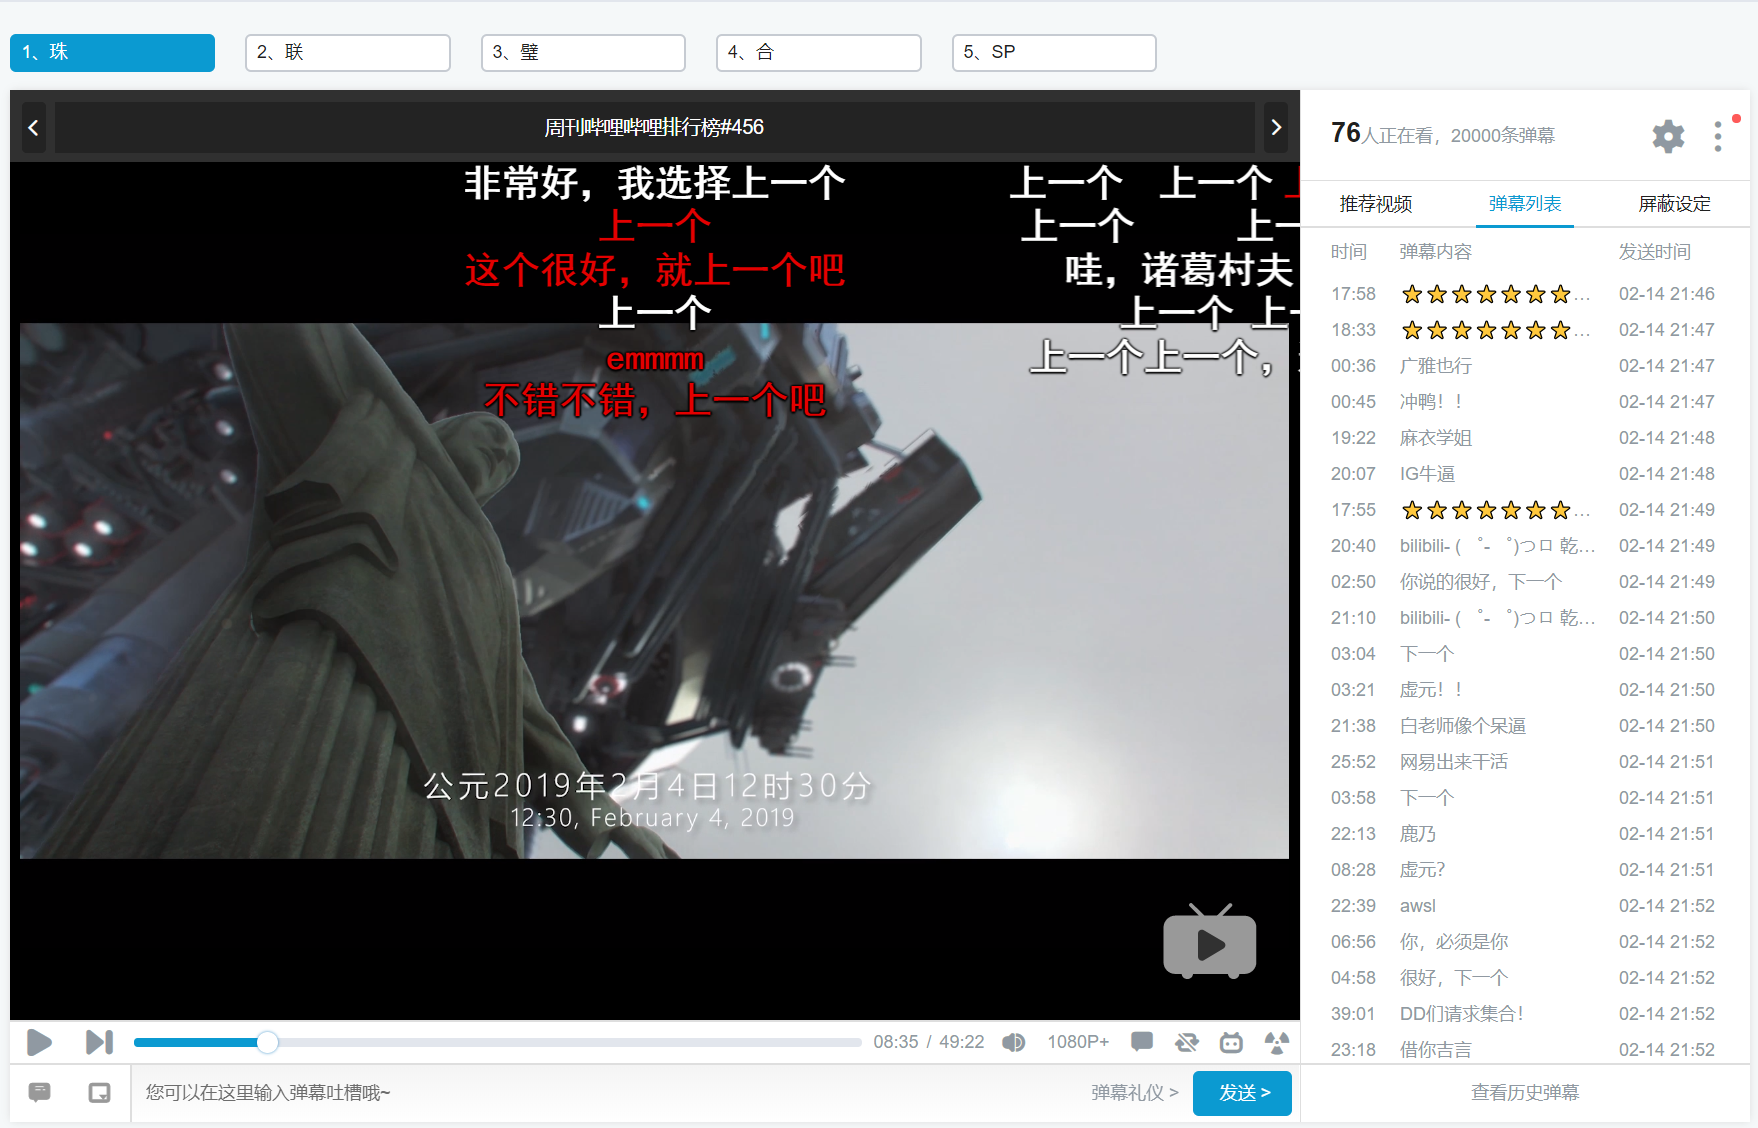 1、珠
2、联
3、璧
4、合
5、SP
周刊哔哩哔哩排行榜#456
76人正在看，20000条弹幕
推荐视频
弹幕列表
屏蔽设定
非常好，我选择上一个
上一个
这个很好，就上一个吧
上一个
emmmm
不错不错，上一个吧
上一个 上一个 上
上一个 上一
哇，诸葛村夫
上一个 上一
上一个上一个，
公元2019年2月4日12时30分
12:30, February 4, 2019
时间 弹幕内容 发送时间
17:58 ★★★★★★★… 02-14 21:46
18:33 ★★★★★★★… 02-14 21:47
00:36 广雅也行 02-14 21:47
00:45 冲鸭！！ 02-14 21:47
19:22 麻衣学姐 02-14 21:48
20:07 IG牛逼 02-14 21:48
17:55 ★★★★★★★… 02-14 21:49
20:40 bilibili- ( ゜- ゜)つロ 乾… 02-14 21:49
02:50 你说的很好，下一个 02-14 21:49
21:10 bilibili- ( ゜- ゜)つロ 乾… 02-14 21:50
03:04 下一个 02-14 21:50
03:21 虚元！！ 02-14 21:50
21:38 白老师像个呆逼 02-14 21:50
25:52 网易出来干活 02-14 21:51
03:58 下一个 02-14 21:51
22:13 鹿乃 02-14 21:51
08:28 虚元？ 02-14 21:51
22:39 awsl 02-14 21:52
06:56 你，必须是你 02-14 21:52
04:58 很好，下一个 02-14 21:52
39:01 DD们请求集合！ 02-14 21:52
23:18 借你吉言 02-14 21:52
08:35 / 49:22
1080P+
您可以在这里输入弹幕吐槽哦~
弹幕礼仪 >
发送 >
查看历史弹幕